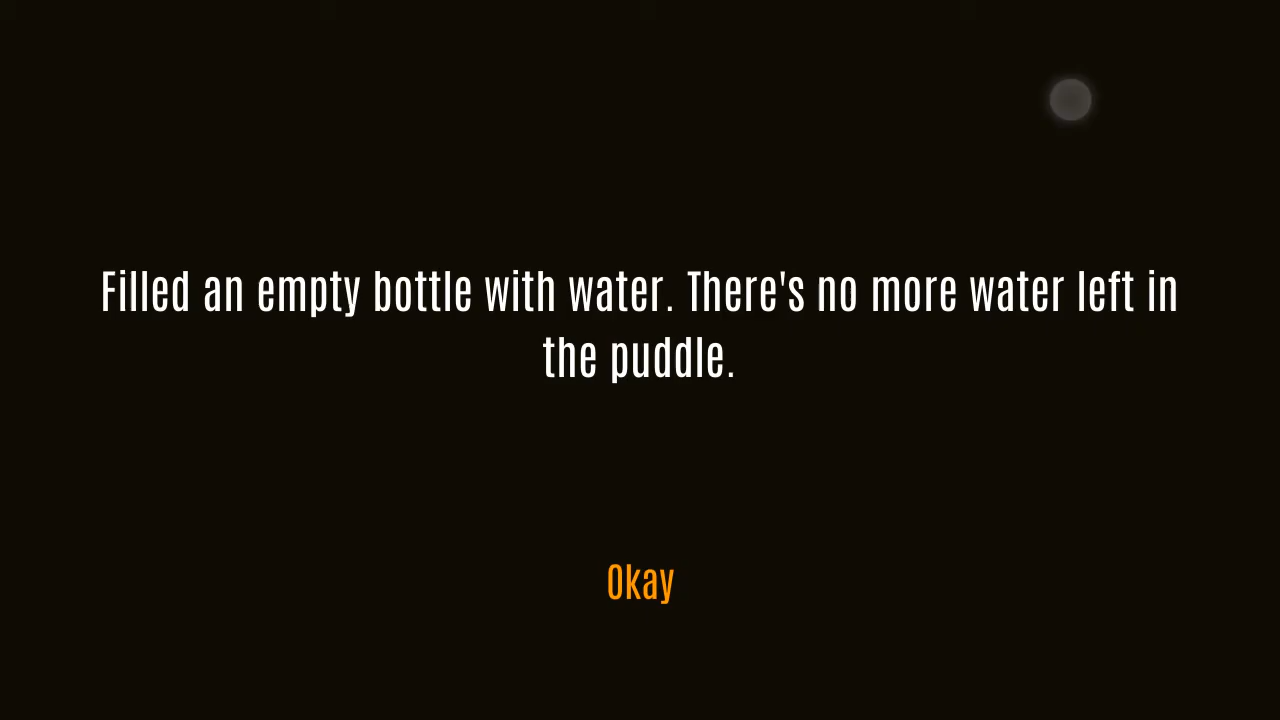 Filled an empty bottle with water. There's no more water left in
the puddle.
Okay